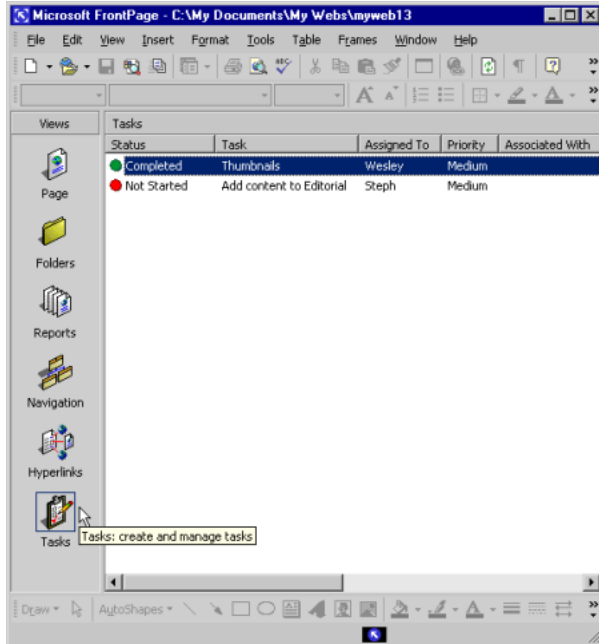 Microsoft FrontPage - C:\My Documents\My Webs\myweb13
File Edit View Insert Format Tools Table Frames Window Help
Views Tasks
Status Task Assigned To Priority Associated With
Completed Thumbnails Wesley Medium
Not Started Add content to Editorial Steph Medium
Page
Folders
Reports
Navigation
Hyperlinks
Tasks
Tasks: create and manage tasks
Draw AutoShapes